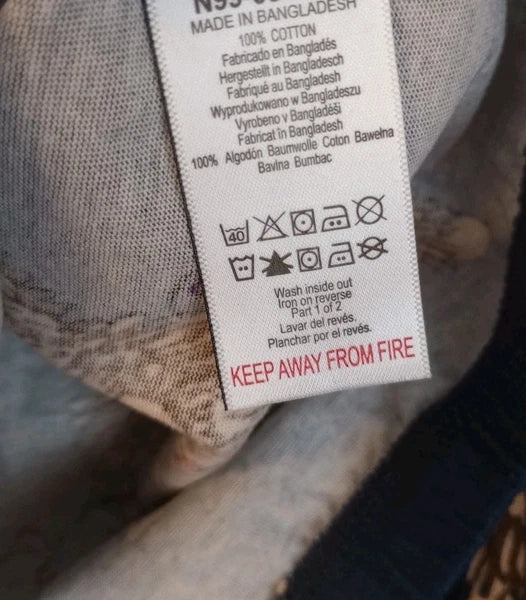 MADE IN BANGLADESH
100% COTTON
Fabricado en Bangladés
Hergestellt in Bangladesch
Fabriqué au Bangladesh
Wyprodukowano w Bangladeszu
Vyrobeno v Bangladéši
Fabricat în Bangladesh
100% Algodón Baumwolle Coton Bawełna
Bavlna Bumbac
40
Wash inside out
Iron on reverse
Part 1 of 2
Lavar del revés.
Planchar por el revés.
KEEP AWAY FROM FIRE